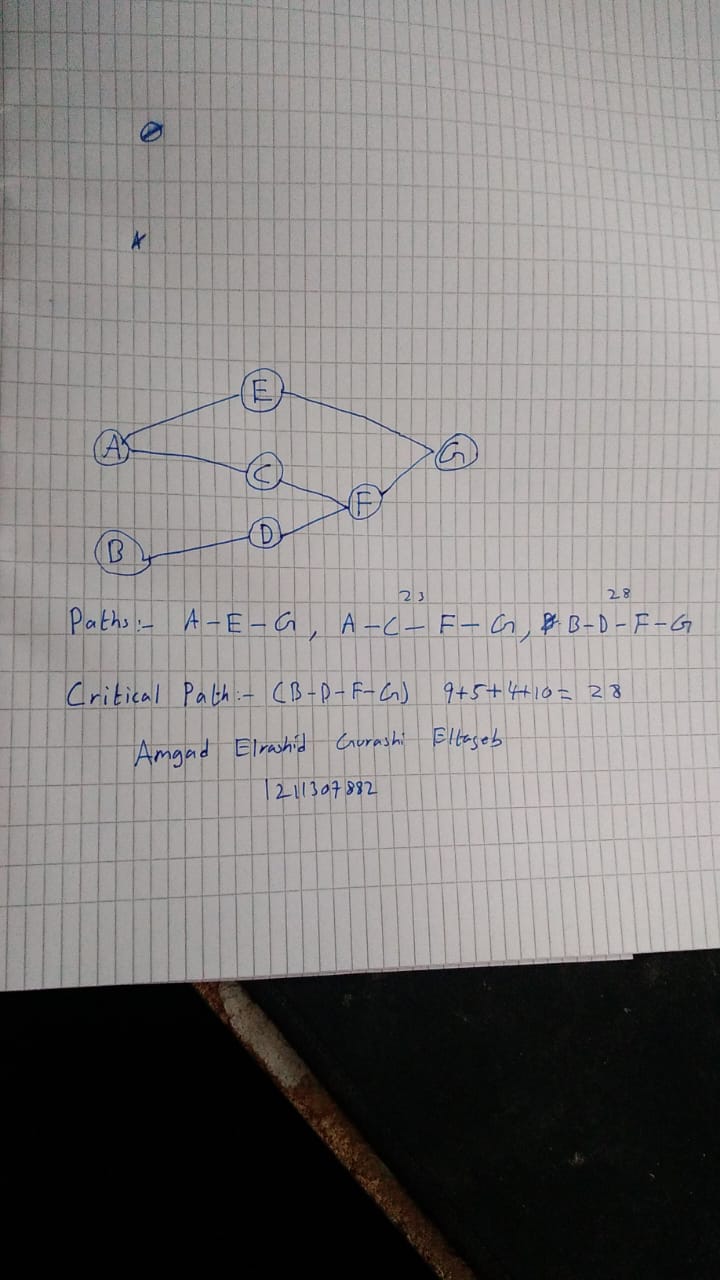 E
A
C
G
F
D
B
23 28
Paths:- A-E-G, A-C-F-G, B-D-F-G
Critical Path:- (B-D-F-G) 9+5+4+10= 28
Amgad Elrashid Gurashi Eltayeb
1211307882